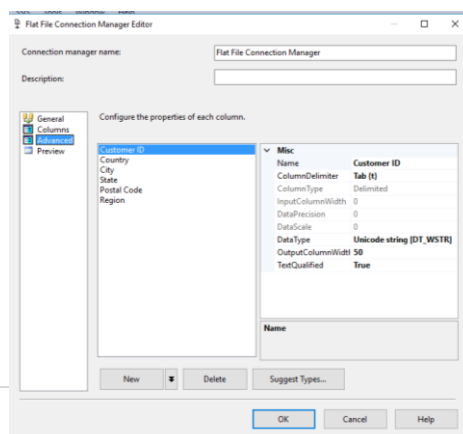 Flat File Connection Manager Editor
Connection manager name: Flat File Connection Manager
Description:
General
Columns
Advanced
Preview
Configure the properties of each column.
Customer ID
Country
City
State
Postal Code
Region
Misc
Name Customer ID
ColumnDelimiter Tab {t}
ColumnType Delimited
InputColumnWidth 0
DataPrecision 0
DataScale 0
DataType Unicode string [DT_WSTR]
OutputColumnWidtl 50
TextQualified True
Name
New Delete Suggest Types...
OK Cancel Help